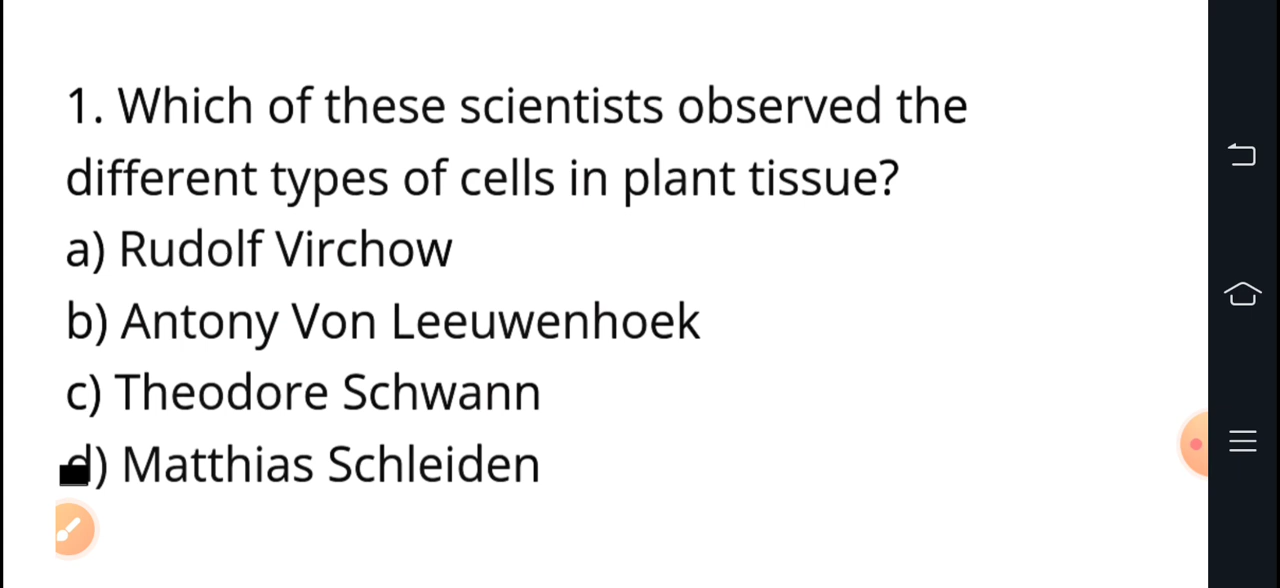 1. Which of these scientists observed the
different types of cells in plant tissue?
a) Rudolf Virchow
b) Antony Von Leeuwenhoek
c) Theodore Schwann
d) Matthias Schleiden